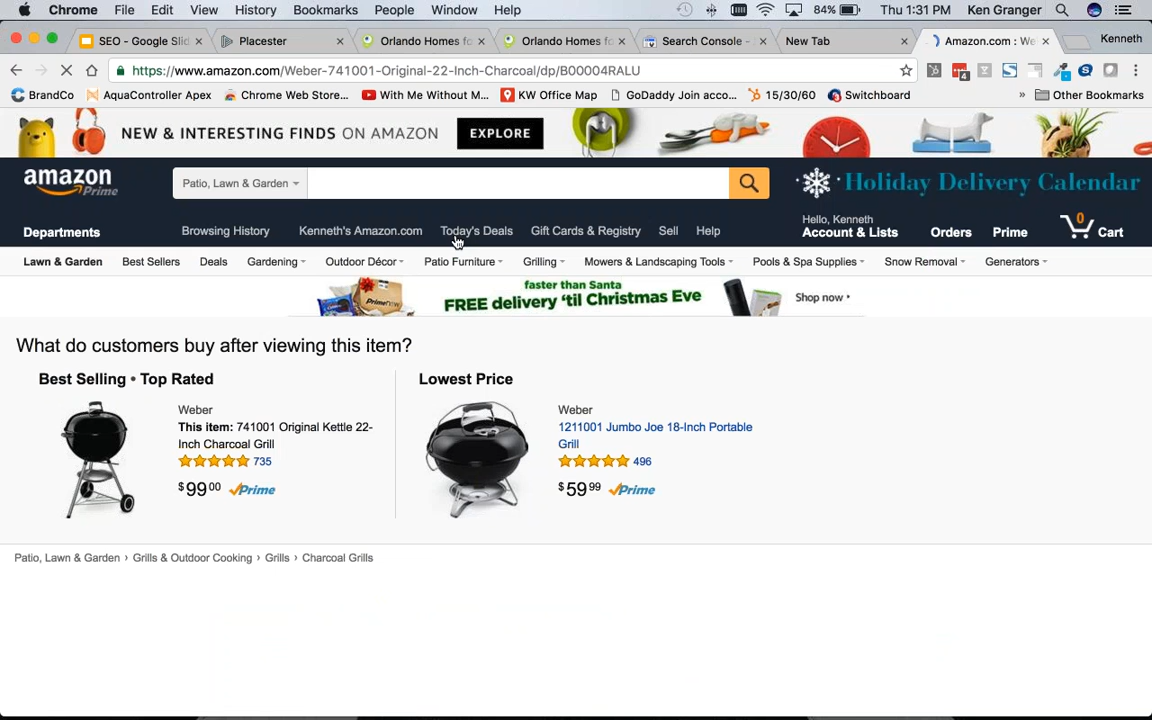 Chrome File Edit View History Bookmarks People Window Help 84% Thu 1:31 PM Ken Granger
SEO - Google Slid Placester Orlando Homes fo Orlando Homes fo Search Console - New Tab Amazon.com : We Kenneth
https://www.amazon.com/Weber-741001-Original-22-Inch-Charcoal/dp/B00004RALU 4
BrandCo AquaController Apex Chrome Web Store... With Me Without M... KW Office Map GoDaddy Join acco... 15/30/60 Switchboard » Other Bookmarks
NEW & INTERESTING FINDS ON AMAZON EXPLORE
amazon Prime Patio, Lawn & Garden Holiday Delivery Calendar
Hello, Kenneth 0
Departments Browsing History Kenneth's Amazon.com Today's Deals Gift Cards & Registry Sell Help Account & Lists Orders Prime Cart
Lawn & Garden Best Sellers Deals Gardening Outdoor Décor Patio Furniture Grilling Mowers & Landscaping Tools Pools & Spa Supplies Snow Removal Generators
faster than Santa
FREE delivery 'til Christmas Eve Shop now
What do customers buy after viewing this item?
Best Selling • Top Rated
Weber
This item: 741001 Original Kettle 22-
Inch Charcoal Grill
735
$99 00 Prime
Lowest Price
Weber
1211001 Jumbo Joe 18-Inch Portable
Grill
496
$59 99 Prime
Patio, Lawn & Garden › Grills & Outdoor Cooking › Grills › Charcoal Grills